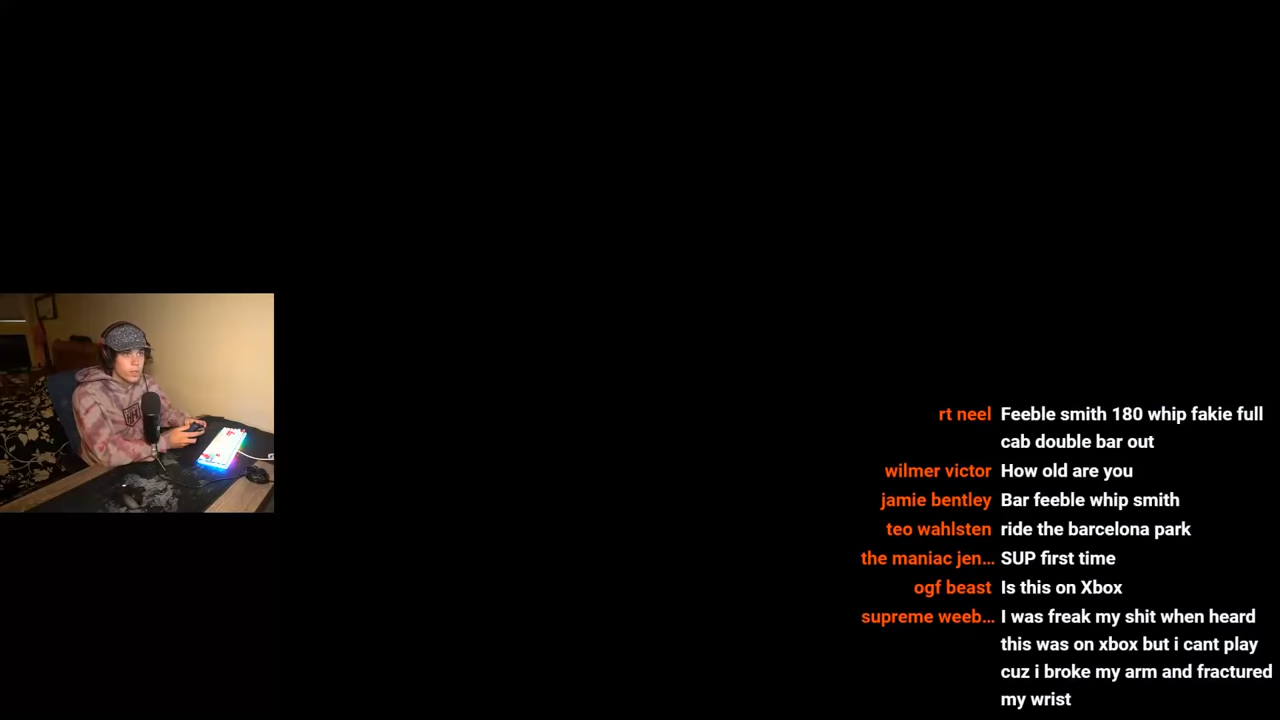 rt neel Feeble smith 180 whip fakie full
cab double bar out
wilmer victor How old are you
jamie bentley Bar feeble whip smith
teo wahlsten ride the barcelona park
the maniac jen… SUP first time
ogf beast Is this on Xbox
supreme weeb… I was freak my shit when heard
this was on xbox but i cant play
cuz i broke my arm and fractured
my wrist